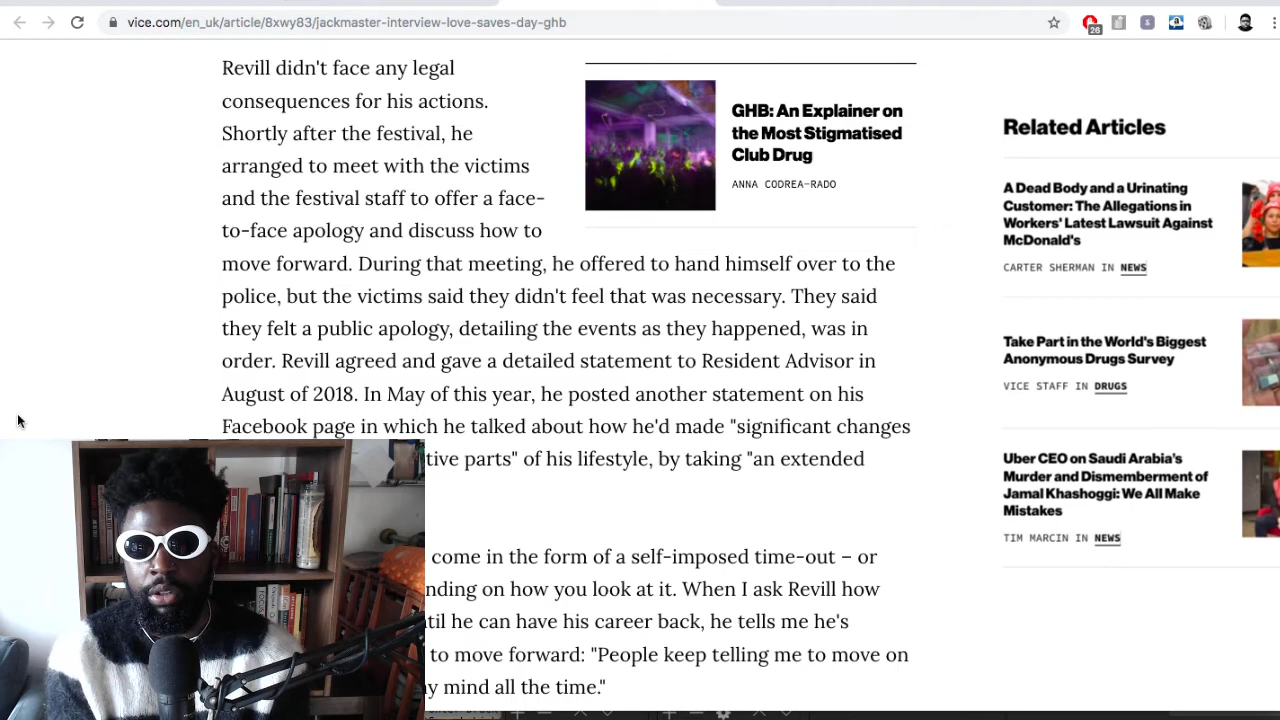 vice.com/en_uk/article/8xwy83/jackmaster-interview-love-saves-day-ghb
26
Revill didn't face any legal
consequences for his actions.
Shortly after the festival, he
arranged to meet with the victims
and the festival staff to offer a face-
to-face apology and discuss how to
move forward. During that meeting, he offered to hand himself over to the
police, but the victims said they didn't feel that was necessary. They said
they felt a public apology, detailing the events as they happened, was in
order. Revill agreed and gave a detailed statement to Resident Advisor in
August of 2018. In May of this year, he posted another statement on his
Facebook page in which he talked about how he'd made "significant changes
tive parts" of his lifestyle, by taking "an extended
come in the form of a self-imposed time-out – or
nding on how you look at it. When I ask Revill how
til he can have his career back, he tells me he's
to move forward: "People keep telling me to move on
y mind all the time."
GHB: An Explainer on
the Most Stigmatised
Club Drug
ANNA CODREA-RADO
Related Articles
A Dead Body and a Urinating
Customer: The Allegations in
Workers' Latest Lawsuit Against
McDonald's
CARTER SHERMAN IN NEWS
Take Part in the World's Biggest
Anonymous Drugs Survey
VICE STAFF IN DRUGS
Uber CEO on Saudi Arabia's
Murder and Dismemberment of
Jamal Khashoggi: We All Make
Mistakes
TIM MARCIN IN NEWS